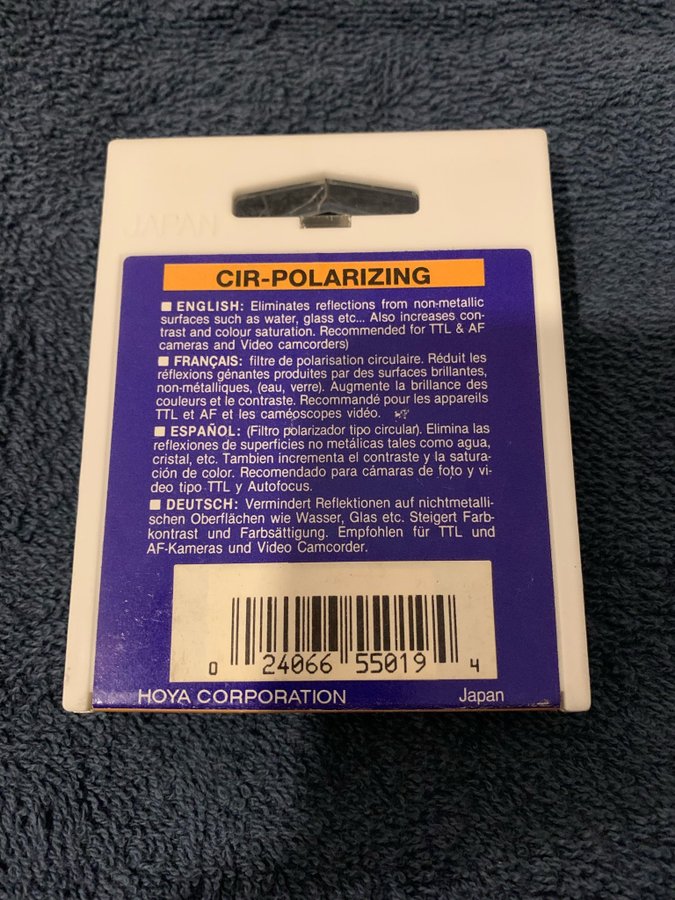 JAPAN
CIR-POLARIZING
■ ENGLISH: Eliminates reflections from non-metallic
surfaces such as water, glass etc... Also increases con-
trast and colour saturation. Recommended for TTL & AF
cameras and Video camcorders)
■ FRANÇAIS: filtre de polarisation circulaire. Réduit les
réflexions génantes produites par des surfaces brillantes,
non-métalliques, (eau, verre). Augmente la brillance des
couleurs et le contraste. Recommandé pour les appareils
TTL et AF et les caméoscopes vidéo.
■ ESPAÑOL: (Filtro polarizador tipo circular). Elimina las
reflexiones de superficies no metálicas tales como agua,
cristal, etc. Tambien incrementa el contraste y la satura-
ción de color. Recomendado para cámaras de foto y vi-
deo tipo TTL y Autofocus.
■ DEUTSCH: Vermindert Reflektionen auf nichtmetalli-
schen Oberflächen wie Wasser, Glas etc. Steigert Farb-
kontrast und Farbsättigung. Empfohlen für TTL und
AF-Kameras und Video Camcorder.
0 24066 55019 4
HOYA CORPORATION Japan